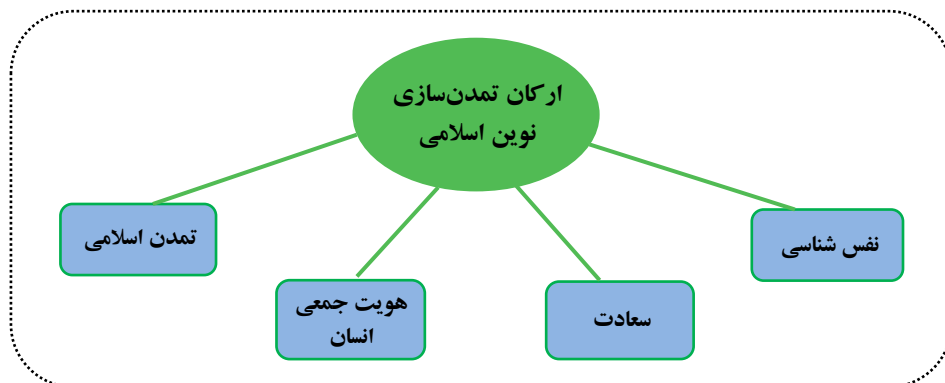 ارکان تمدن‌سازی
نوین اسلامی
نفس شناسی
سعادت
هویت جمعی
انسان
تمدن اسلامی